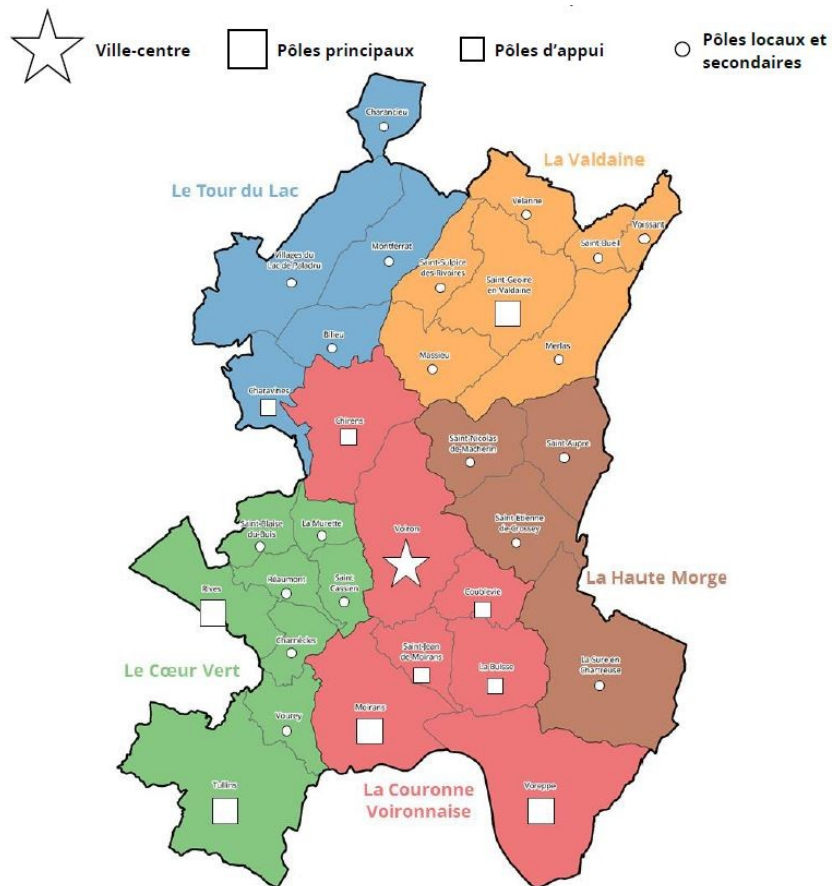 Ville-centre
Pôles principaux
Pôles d'appui
Pôles locaux et
secondaires
Charancieu
La Valdaine
Le Tour du Lac
Velanne
Voissant
Saint-Bueil
Montferrat
Villages du
Lac de Paladru
Saint-Sulpice
des-Rivoires
Saint-Geoire
en-Valdaine
Bilieu
Massieu
Merlas
Charavines
Chirens
Saint-Nicolas
de-Macherin
Saint-Aupre
Saint-Blaise
du-Buis
La Murette
Saint-Etienne
de-Crossey
Voiron
Réaumont
Saint
Cassien
La Haute Morge
Rives
Coublevie
Charnècles
Saint-Jean
de-Moirans
La Buisse
La Sure en
Chartreuse
Le Cœur Vert
Vourey
Moirans
Tullins
La Couronne
Voironnaise
Voreppe